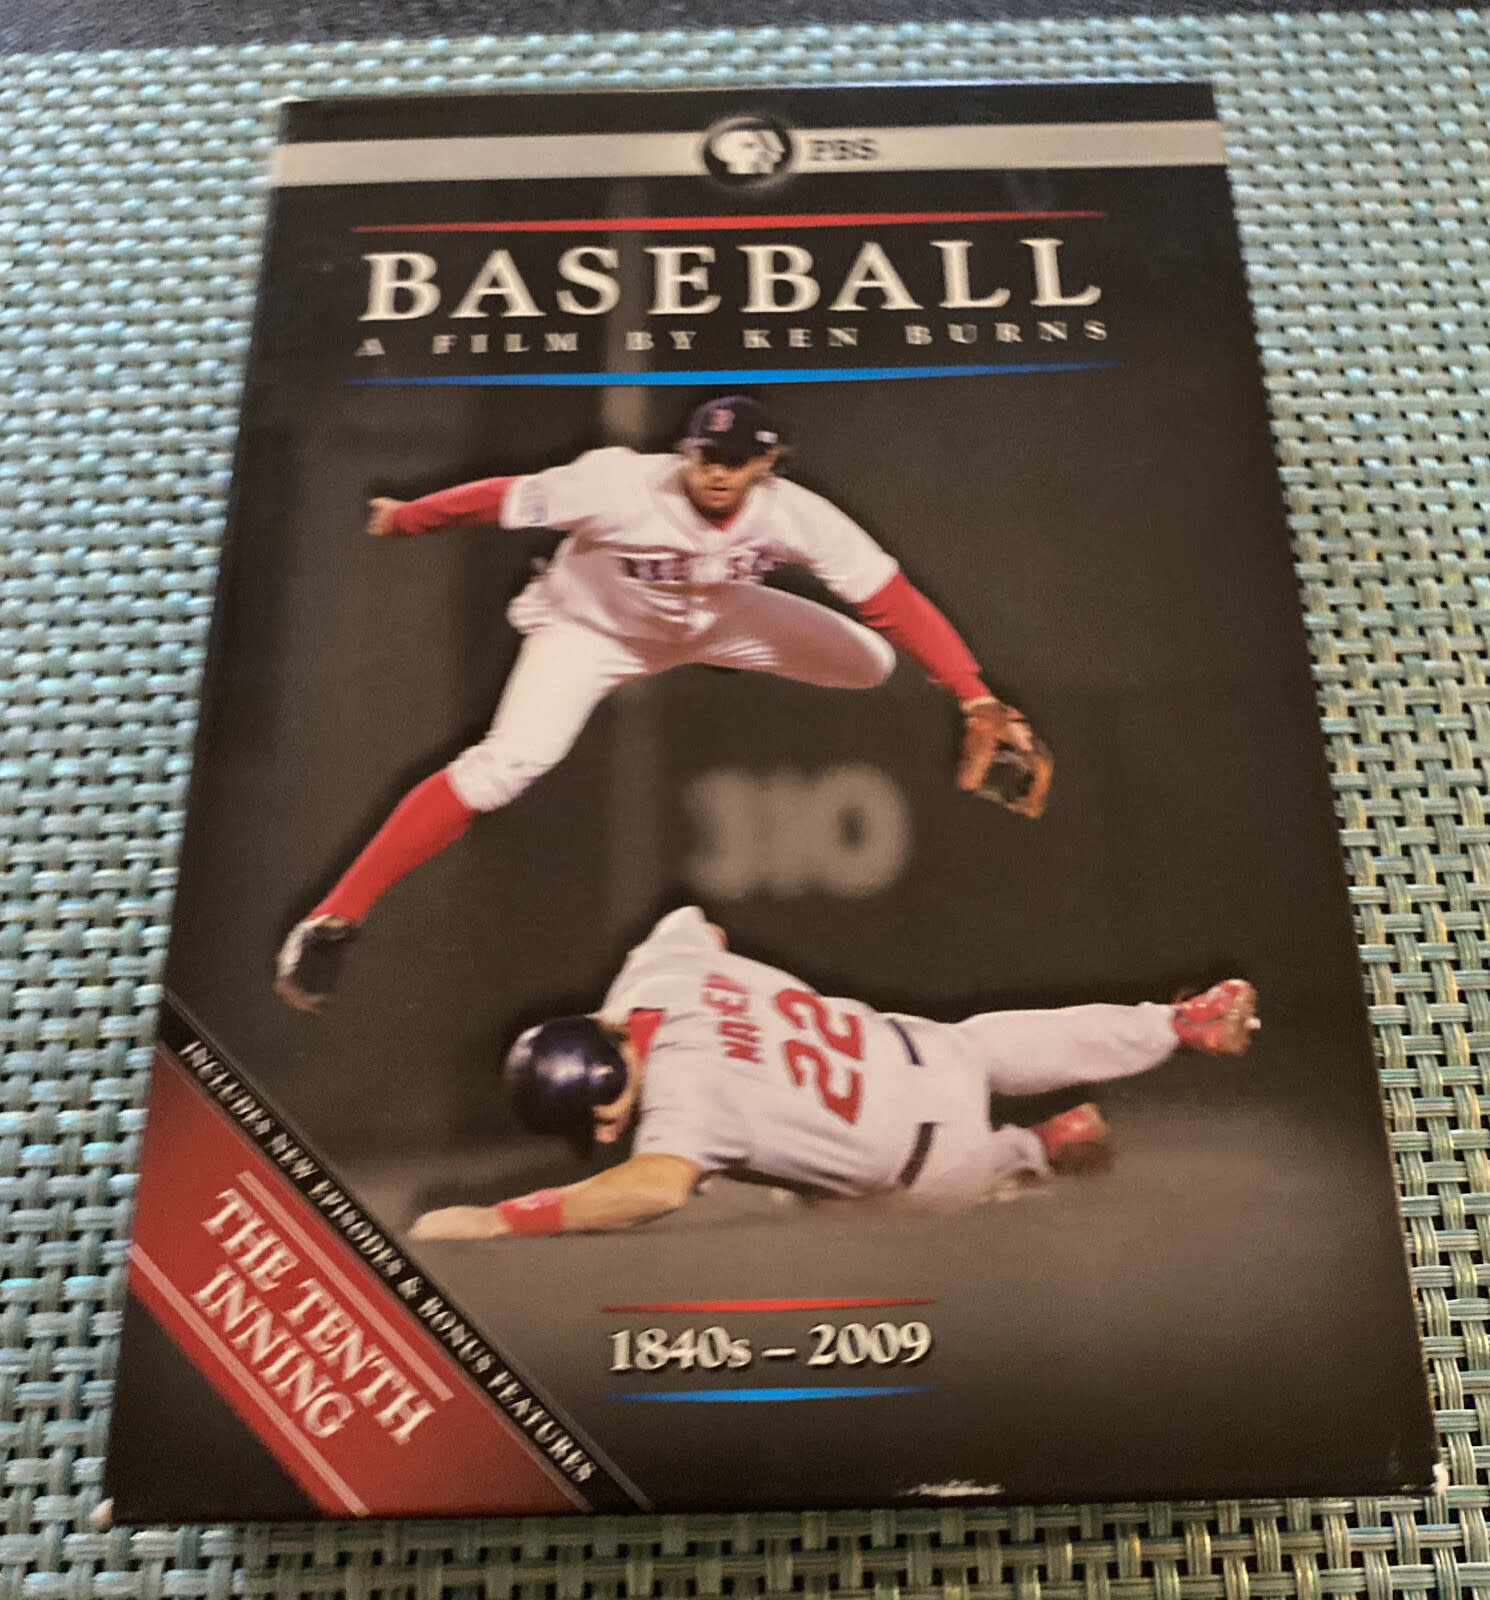 PBS
BASEBALL
A FILM BY KEN BURNS
B
22
INCLUDES NEW EPISODES & BONUS FEATURES
THE TENTH
INNING
1840s – 2009